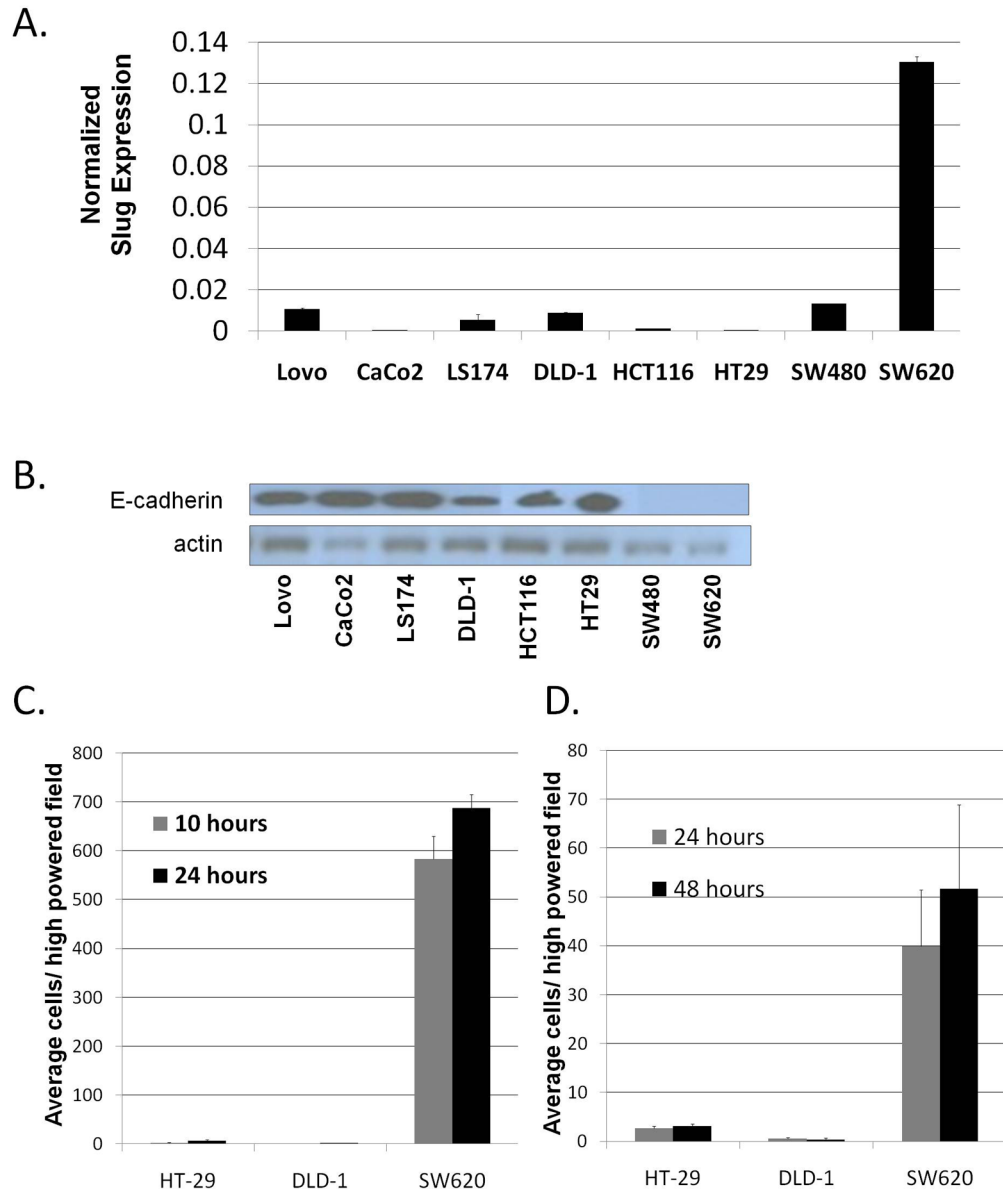 A.
Normalized
Slug Expression
0.14
0.12
0.1
0.08
0.06
0.04
0.02
0
Lovo CaCo2 LS174 DLD-1 HCT116 HT29 SW480 SW620
B.
E-cadherin
actin
Lovo CaCo2 LS174 DLD-1 HCT116 HT29 SW480 SW620
C.
Average cells/ high powered field
800
700
600
500
400
300
200
100
0
10 hours
24 hours
HT-29 DLD-1 SW620
D.
Average cells/ high powered field
80
70
60
50
40
30
20
10
0
24 hours
48 hours
HT-29 DLD-1 SW620